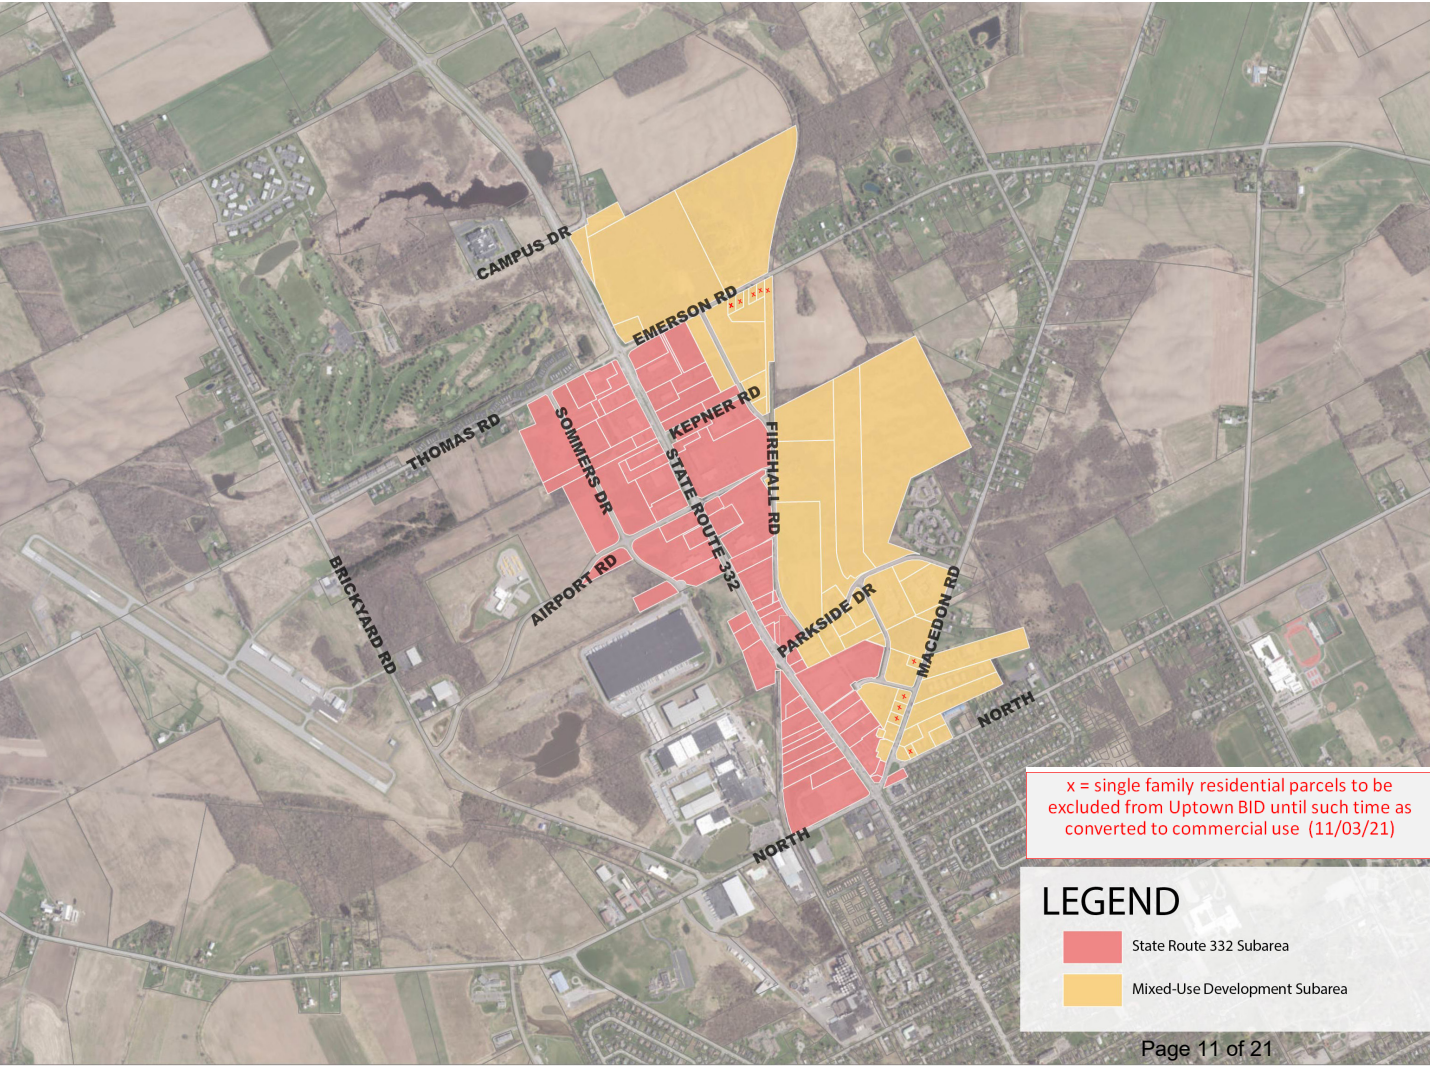 CAMPUS DR
EMERSON RD
KEPNER RD
THOMAS RD
SOMMERS DR
STATE ROUTE 332
FIREHALL RD
BRICKYARD RD
AIRPORT RD
PARKSIDE DR
MACEDON RD
NORTH
NORTH
x = single family residential parcels to be
excluded from Uptown BID until such time as
converted to commercial use (11/03/21)
LEGEND
State Route 332 Subarea
Mixed-Use Development Subarea
Page 11 of 21